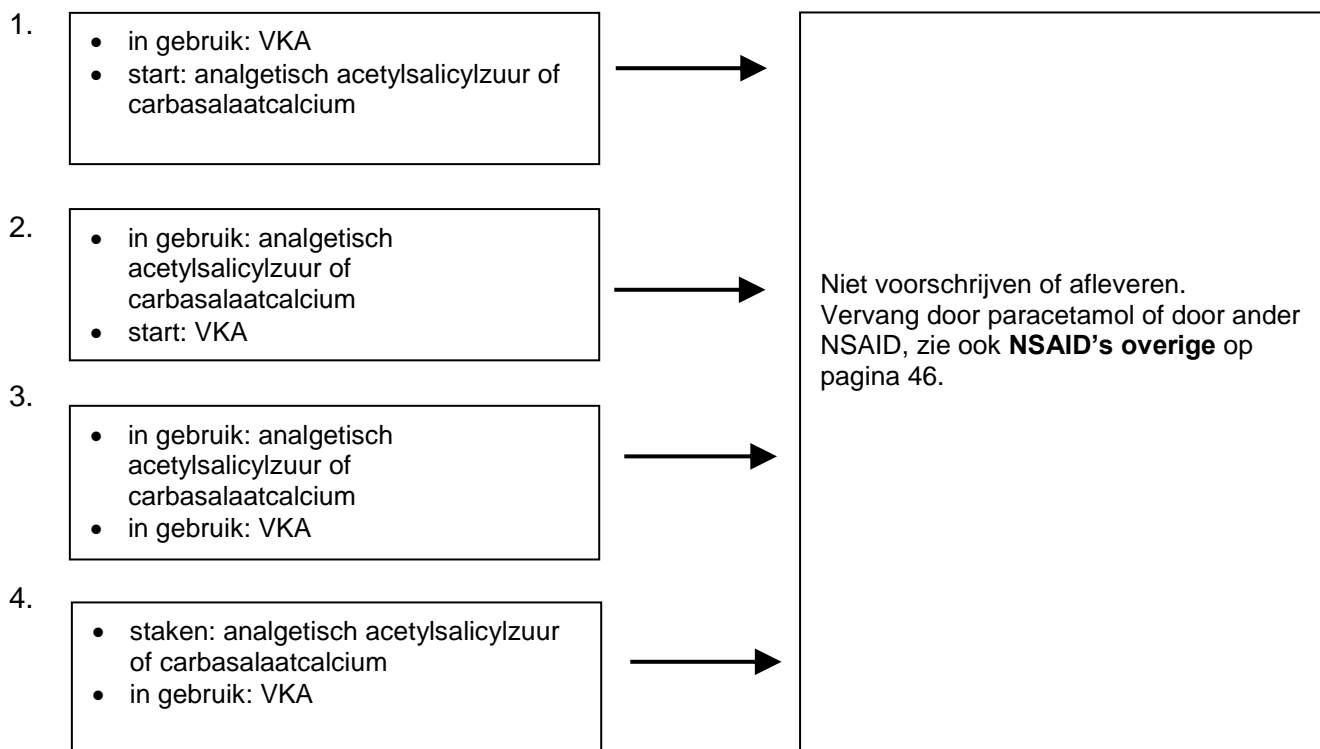 1.
• in gebruik: VKA
• start: analgetisch acetylsalicylzuur of
carbasalaatcalcium
2.
• in gebruik: analgetisch
acetylsalicylzuur of
carbasalaatcalcium
• start: VKA
3.
• in gebruik: analgetisch
acetylsalicylzuur of
carbasalaatcalcium
• in gebruik: VKA
4.
• staken: analgetisch acetylsalicylzuur
of carbasalaatcalcium
• in gebruik: VKA
Niet voorschrijven of afleveren.
Vervang door paracetamol of door ander
NSAID, zie ook NSAID’s overige op
pagina 46.